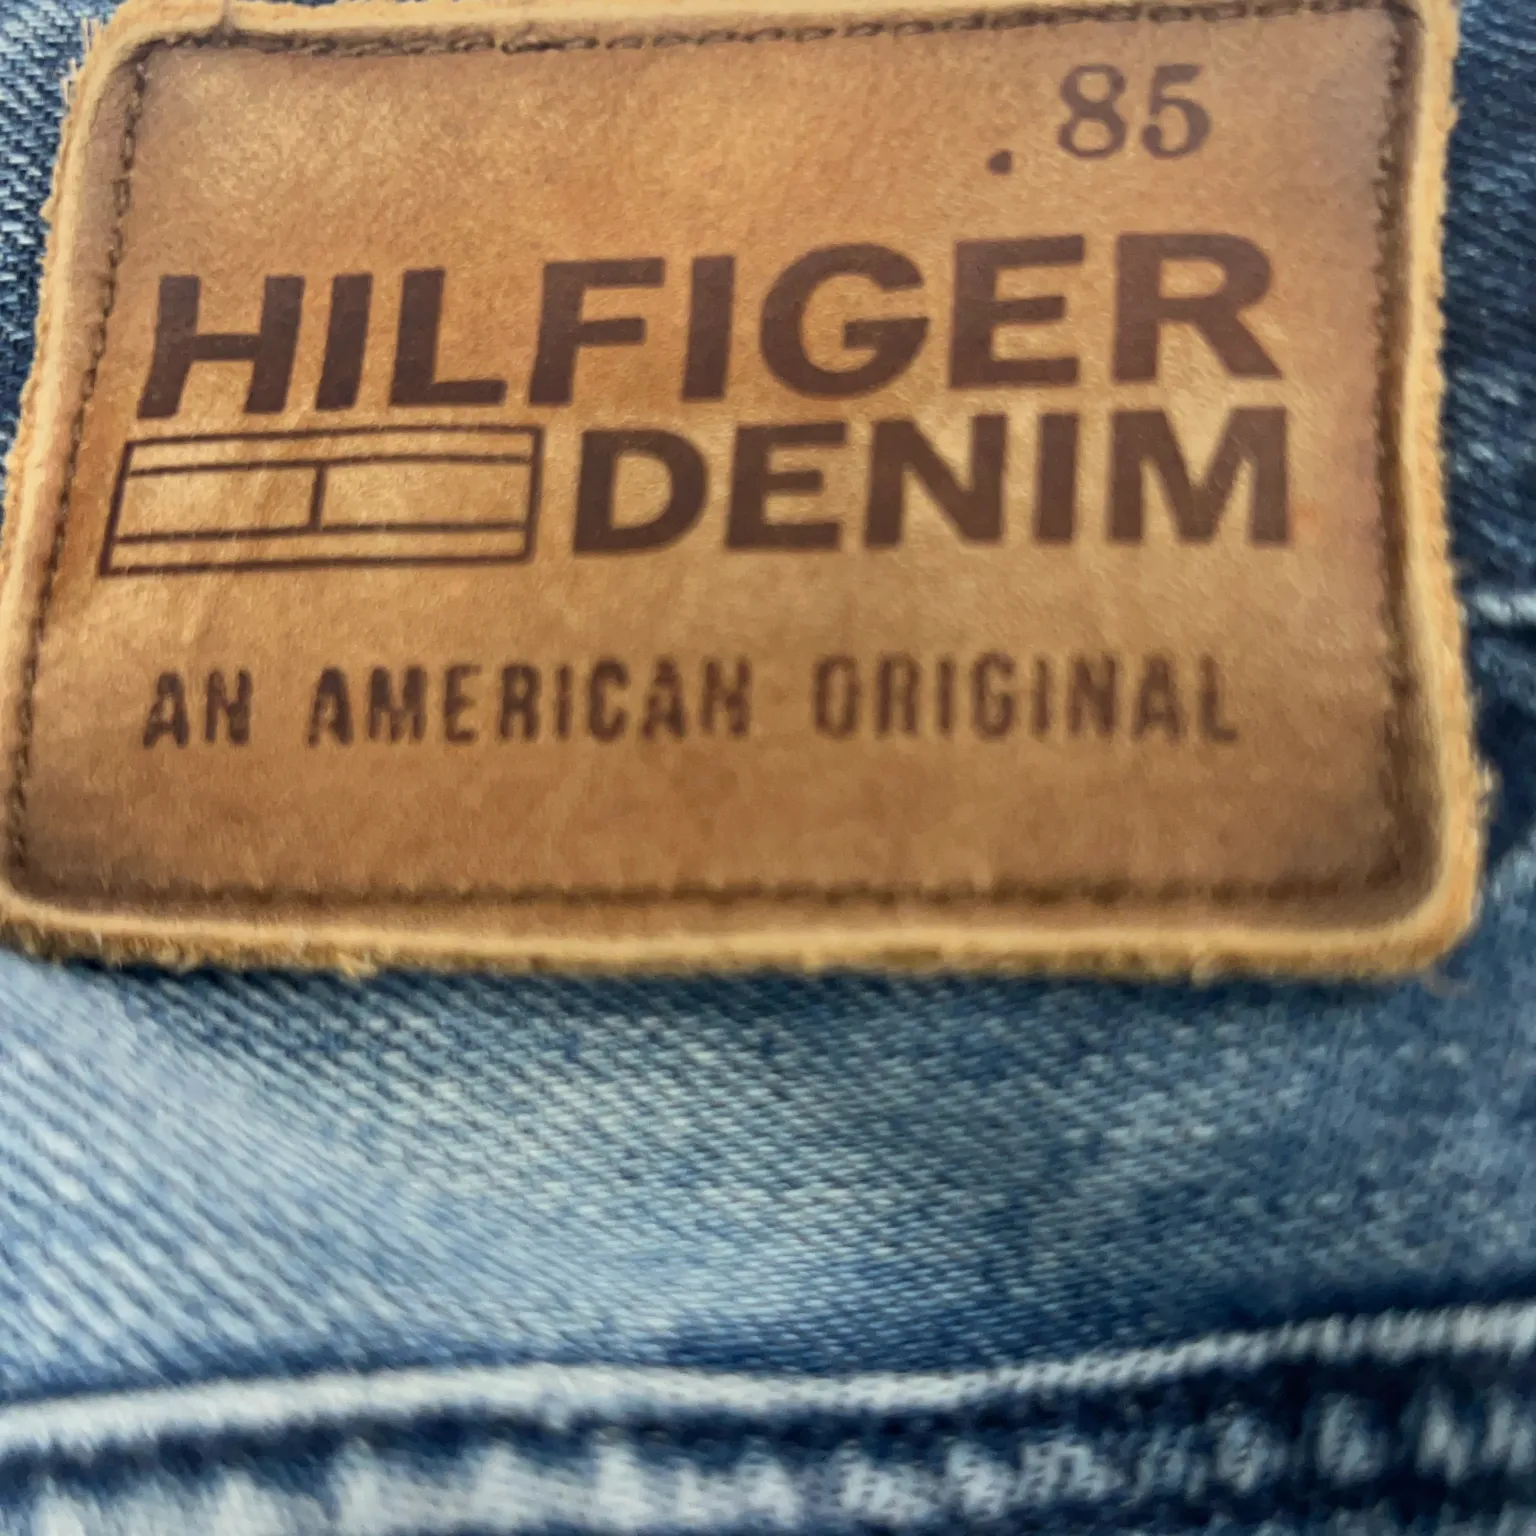 .85
HILFIGER
DENIM
AN AMERICAN ORIGINAL